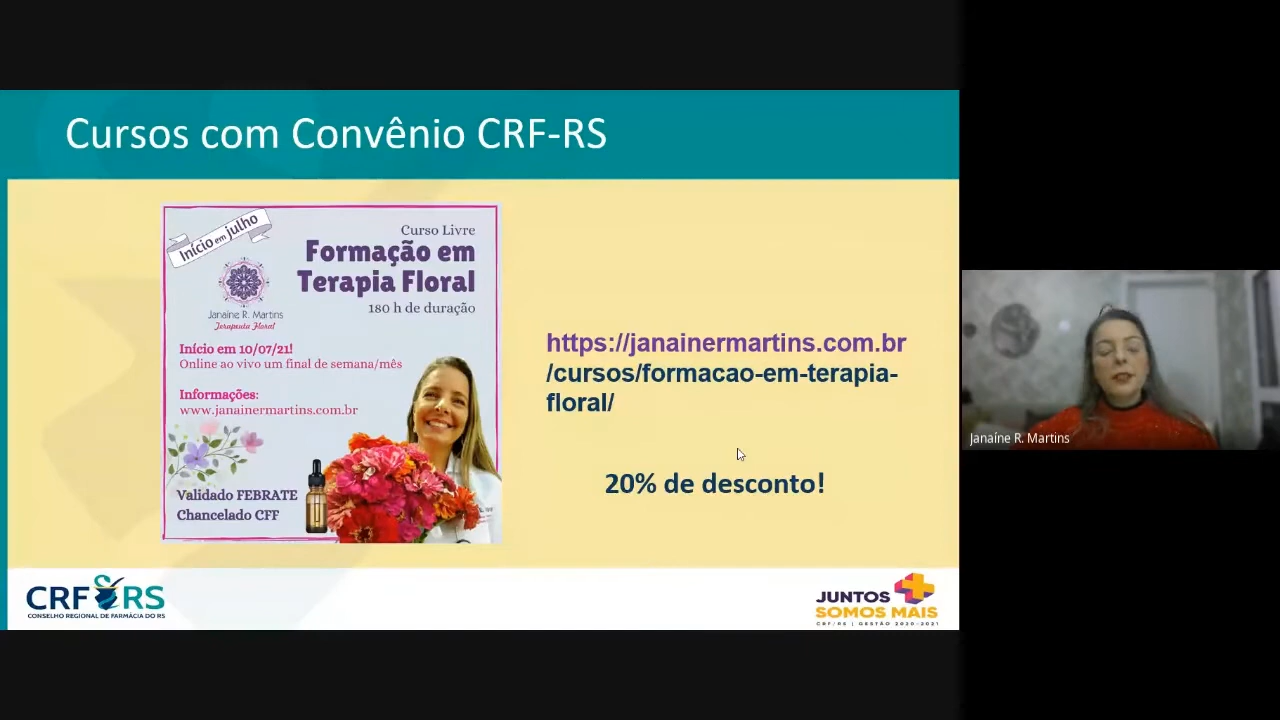 Cursos com Convênio CRF-RS
Início em julho
Curso Livre
Formação em
Terapia Floral
180 h de duração
Janaine R. Martins
Terapeuta Floral
Início em 10/07/21!
Online ao vivo um final de semana/mês
Informações:
www.janainermartins.com.br
Validado FEBRATE
Chancelado CFF
https://janainermartins.com.br
/cursos/formacao-em-terapia-
floral/
20% de desconto!
Janaíne R. Martins
CRF RS
CONSELHO REGIONAL DE FARMÁCIA DO RS
JUNTOS
SOMOS MAIS
CRF/RS | GESTÃO 2020-2021